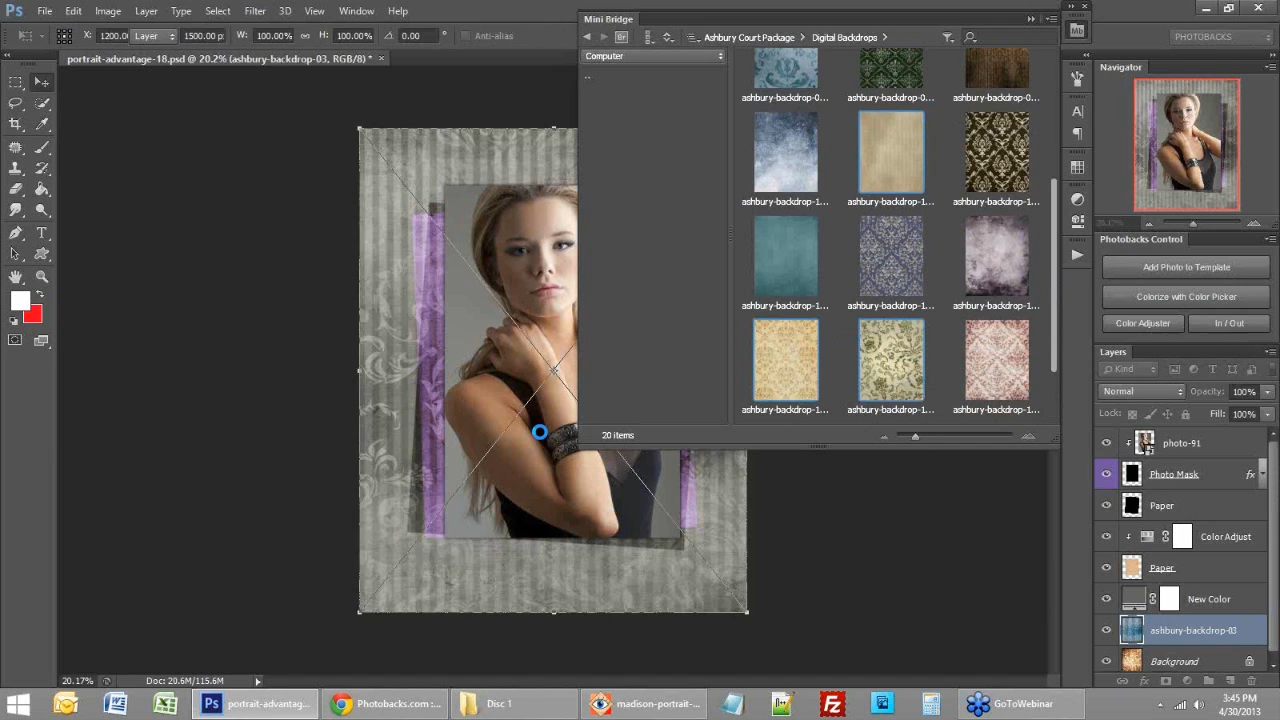 Ps File Edit Image Layer Type Select Filter 3D View Window Help
X: 1200.0 Layer 1500.00 p: W: 100.00% H: 100.00% 0.00 ° Anti-alias
PHOTOBACKS
portrait-advantage-18.psd @ 20.2% (ashbury-backdrop-03, RGB/8) * ×
Mini Bridge
Ashbury Court Package > Digital Backdrops >
Computer
..
ashbury-backdrop-0... ashbury-backdrop-0... ashbury-backdrop-0...
ashbury-backdrop-1... ashbury-backdrop-1... ashbury-backdrop-1...
ashbury-backdrop-1... ashbury-backdrop-1... ashbury-backdrop-1...
ashbury-backdrop-1... ashbury-backdrop-1... ashbury-backdrop-1...
20 items
Mb
Navigator
Photobacks Control
Add Photo to Template
Colorize with Color Picker
Color Adjuster In / Out
Layers
Kind
Normal Opacity: 100%
Lock: Fill: 100%
photo-91
Photo Mask fx
Paper
Color Adjust
Paper
New Color
ashbury-backdrop-03
Background
20.17% Doc: 20.6M/115.6M
Ps portrait-advantag... Photobacks.com :... Disc 1 madison-portrait-... Fz GoToWebinar
3:45 PM
4/30/2013